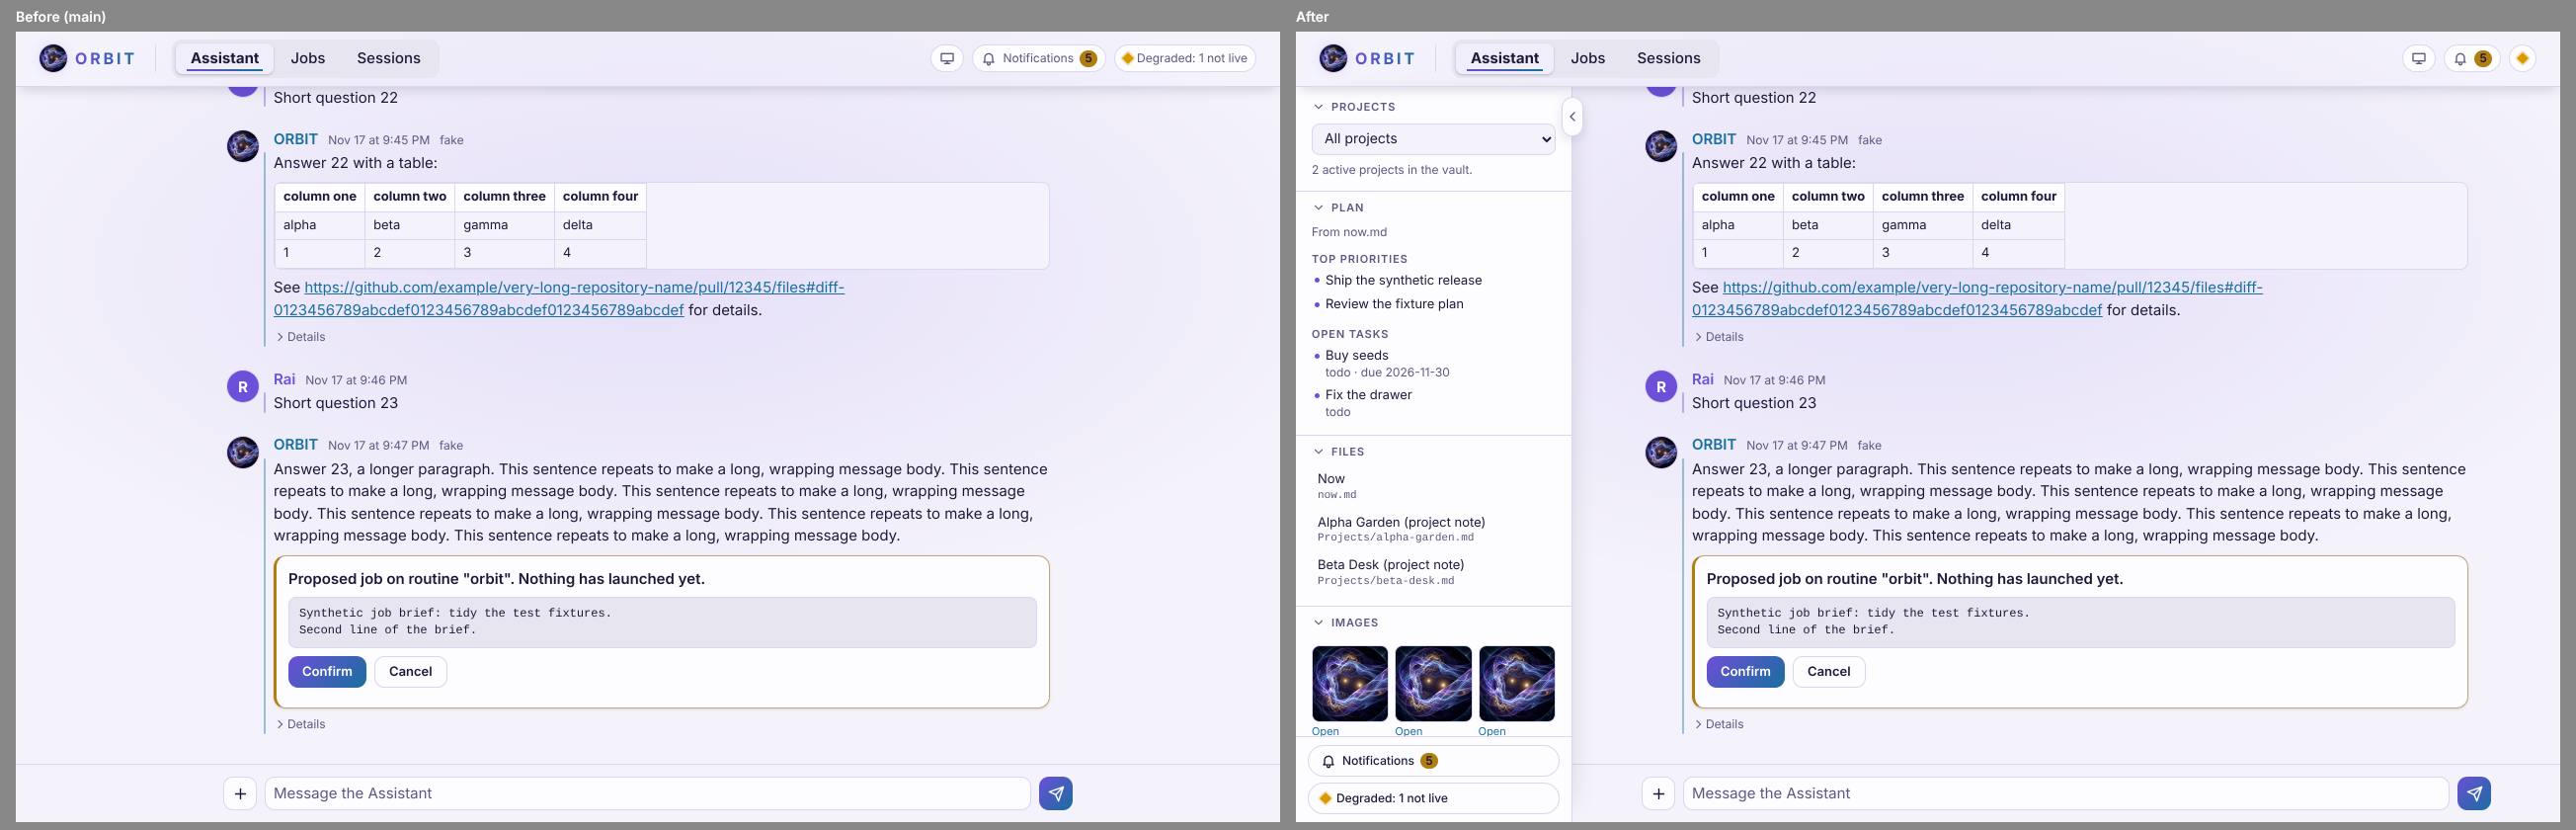 Before (main)
ORBIT
Assistant Jobs Sessions
Notifications 5
Degraded: 1 not live
Short question 22
ORBIT Nov 17 at 9:45 PM fake
Answer 22 with a table:
column one column two column three column four
alpha beta gamma delta
1 2 3 4
See https://github.com/example/very-long-repository-name/pull/12345/files#diff-
0123456789abcdef0123456789abcdef0123456789abcdef for details.
Details
R
Rai Nov 17 at 9:46 PM
Short question 23
ORBIT Nov 17 at 9:47 PM fake
Answer 23, a longer paragraph. This sentence repeats to make a long, wrapping message body. This sentence
repeats to make a long, wrapping message body. This sentence repeats to make a long, wrapping message
body. This sentence repeats to make a long, wrapping message body. This sentence repeats to make a long,
wrapping message body. This sentence repeats to make a long, wrapping message body.
Proposed job on routine "orbit". Nothing has launched yet.
Synthetic job brief: tidy the test fixtures.
Second line of the brief.
Confirm Cancel
Details
Message the Assistant
After
ORBIT
Assistant Jobs Sessions
5
PROJECTS
All projects
2 active projects in the vault.
PLAN
From now.md
TOP PRIORITIES
Ship the synthetic release
Review the fixture plan
OPEN TASKS
Buy seeds
todo · due 2026-11-30
Fix the drawer
todo
FILES
Now
now.md
Alpha Garden (project note)
Projects/alpha-garden.md
Beta Desk (project note)
Projects/beta-desk.md
IMAGES
Open Open Open
Notifications 5
Degraded: 1 not live
Short question 22
ORBIT Nov 17 at 9:45 PM fake
Answer 22 with a table:
column one column two column three column four
alpha beta gamma delta
1 2 3 4
See https://github.com/example/very-long-repository-name/pull/12345/files#diff-
0123456789abcdef0123456789abcdef0123456789abcdef for details.
Details
R
Rai Nov 17 at 9:46 PM
Short question 23
ORBIT Nov 17 at 9:47 PM fake
Answer 23, a longer paragraph. This sentence repeats to make a long, wrapping message body. This sentence
repeats to make a long, wrapping message body. This sentence repeats to make a long, wrapping message
body. This sentence repeats to make a long, wrapping message body. This sentence repeats to make a long,
wrapping message body. This sentence repeats to make a long, wrapping message body.
Proposed job on routine "orbit". Nothing has launched yet.
Synthetic job brief: tidy the test fixtures.
Second line of the brief.
Confirm Cancel
Details
Message the Assistant